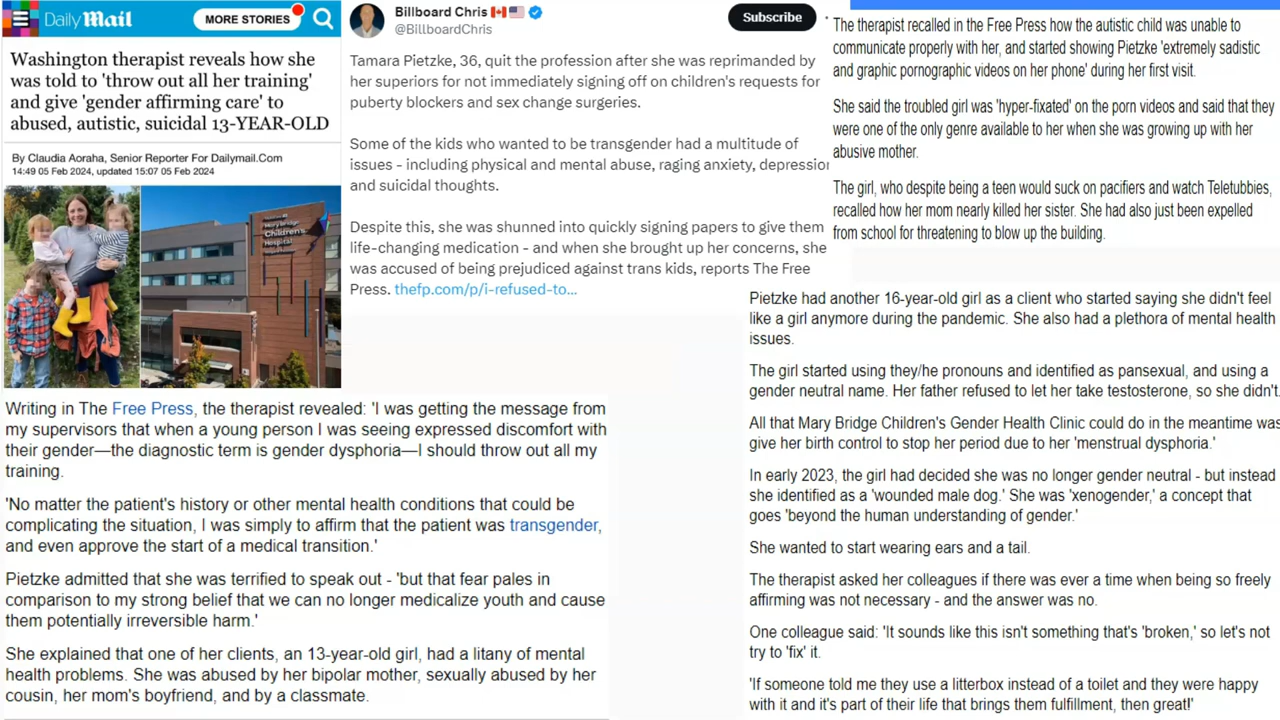 Daily Mail
MORE STORIES
Washington therapist reveals how she
was told to 'throw out all her training'
and give 'gender affirming care' to
abused, autistic, suicidal 13-YEAR-OLD
By Claudia Aoraha, Senior Reporter For Dailymail.Com
14:49 05 Feb 2024, updated 15:07 05 Feb 2024
Mary Bridge
Children's
Hospital
Writing in The Free Press, the therapist revealed: 'I was getting the message from
my supervisors that when a young person I was seeing expressed discomfort with
their gender—the diagnostic term is gender dysphoria—I should throw out all my
training.
'No matter the patient's history or other mental health conditions that could be
complicating the situation, I was simply to affirm that the patient was transgender,
and even approve the start of a medical transition.'
Pietzke admitted that she was terrified to speak out - 'but that fear pales in
comparison to my strong belief that we can no longer medicalize youth and cause
them potentially irreversible harm.'
She explained that one of her clients, an 13-year-old girl, had a litany of mental
health problems. She was abused by her bipolar mother, sexually abused by her
cousin, her mom's boyfriend, and by a classmate.
Billboard Chris
@BillboardChris
Subscribe
Tamara Pietzke, 36, quit the profession after she was reprimanded by
her superiors for not immediately signing off on children's requests for
puberty blockers and sex change surgeries.
Some of the kids who wanted to be transgender had a multitude of
issues - including physical and mental abuse, raging anxiety, depression
and suicidal thoughts.
Despite this, she was shunned into quickly signing papers to give them
life-changing medication - and when she brought up her concerns, she
was accused of being prejudiced against trans kids, reports The Free
Press. thefp.com/p/i-refused-to...
The therapist recalled in the Free Press how the autistic child was unable to
communicate properly with her, and started showing Pietzke 'extremely sadistic
and graphic pornographic videos on her phone' during her first visit.
She said the troubled girl was 'hyper-fixated' on the porn videos and said that they
were one of the only genre available to her when she was growing up with her
abusive mother.
The girl, who despite being a teen would suck on pacifiers and watch Teletubbies,
recalled how her mom nearly killed her sister. She had also just been expelled
from school for threatening to blow up the building.
Pietzke had another 16-year-old girl as a client who started saying she didn't feel
like a girl anymore during the pandemic. She also had a plethora of mental health
issues.
The girl started using they/he pronouns and identified as pansexual, and using a
gender neutral name. Her father refused to let her take testosterone, so she didn't.
All that Mary Bridge Children's Gender Health Clinic could do in the meantime was
give her birth control to stop her period due to her 'menstrual dysphoria.'
In early 2023, the girl had decided she was no longer gender neutral - but instead
she identified as a 'wounded male dog.' She was 'xenogender,' a concept that
goes 'beyond the human understanding of gender.'
She wanted to start wearing ears and a tail.
The therapist asked her colleagues if there was ever a time when being so freely
affirming was not necessary - and the answer was no.
One colleague said: 'It sounds like this isn't something that's 'broken,' so let's not
try to 'fix' it.
'If someone told me they use a litterbox instead of a toilet and they were happy
with it and it's part of their life that brings them fulfillment, then great!'